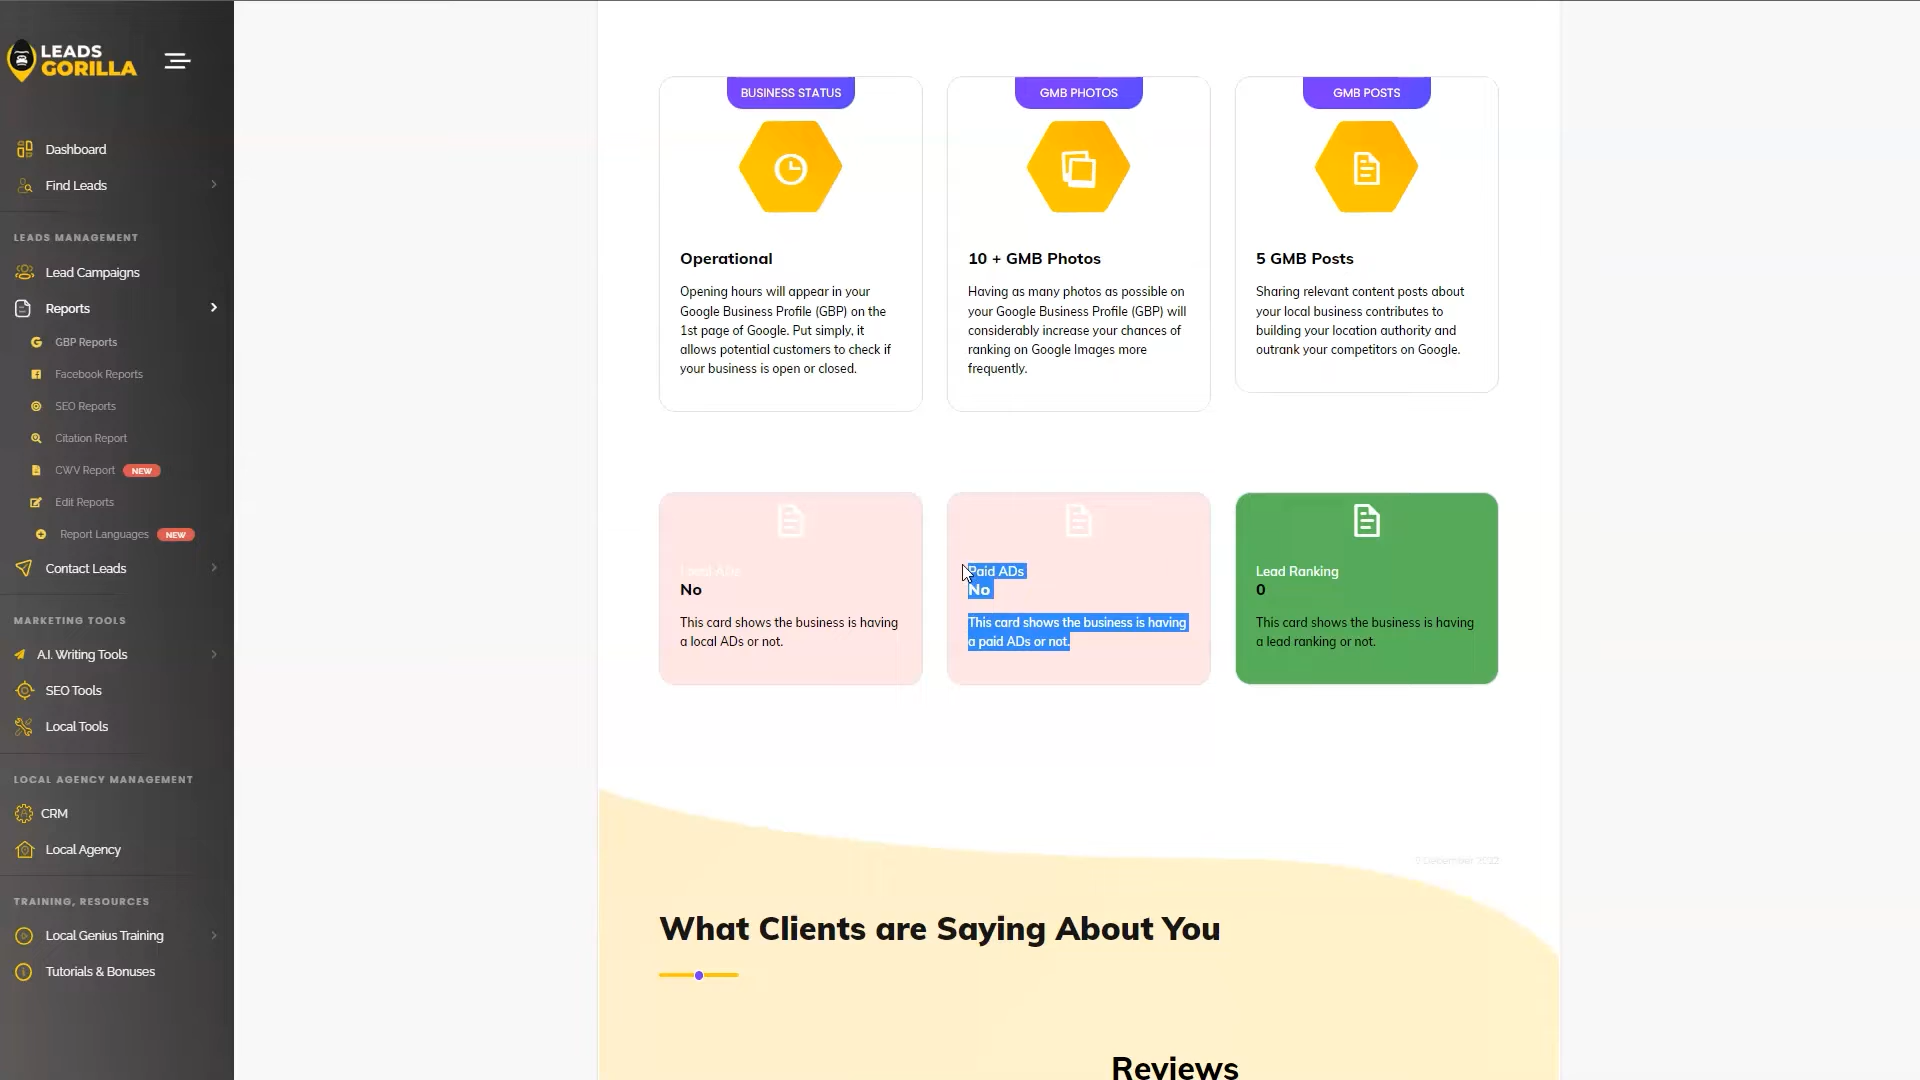 LEADS
GORILLA
Dashboard
Find Leads
LEADS MANAGEMENT
Lead Campaigns
Reports
GBP Reports
Facebook Reports
SEO Reports
Citation Report
CWV Report NEW
Edit Reports
Report Languages NEW
Contact Leads
MARKETING TOOLS
A.I. Writing Tools
SEO Tools
Local Tools
LOCAL AGENCY MANAGEMENT
CRM
Local Agency
TRAINING, RESOURCES
Local Genius Training
Tutorials & Bonuses
BUSINESS STATUS
Operational
Opening hours will appear in your
Google Business Profile (GBP) on the
1st page of Google. Put simply, it
allows potential customers to check if
your business is open or closed.
GMB PHOTOS
10 + GMB Photos
Having as many photos as possible on
your Google Business Profile (GBP) will
considerably increase your chances of
ranking on Google Images more
frequently.
GMB POSTS
5 GMB Posts
Sharing relevant content posts about
your local business contributes to
building your location authority and
outrank your competitors on Google.
Local ADs
No
This card shows the business is having
a local ADs or not.
Paid ADs
No
This card shows the business is having
a paid ADs or not.
Lead Ranking
0
This card shows the business is having
a lead ranking or not.
December 2022
What Clients are Saying About You
Reviews